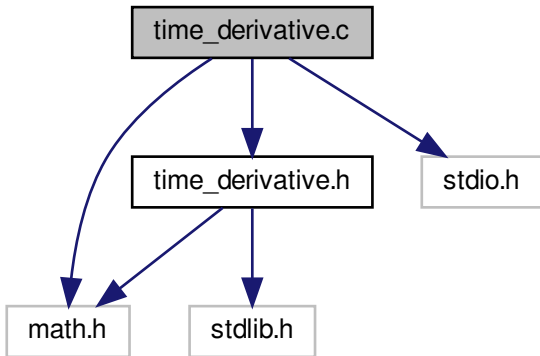 time_derivative.c
time_derivative.h
stdio.h
math.h
stdlib.h